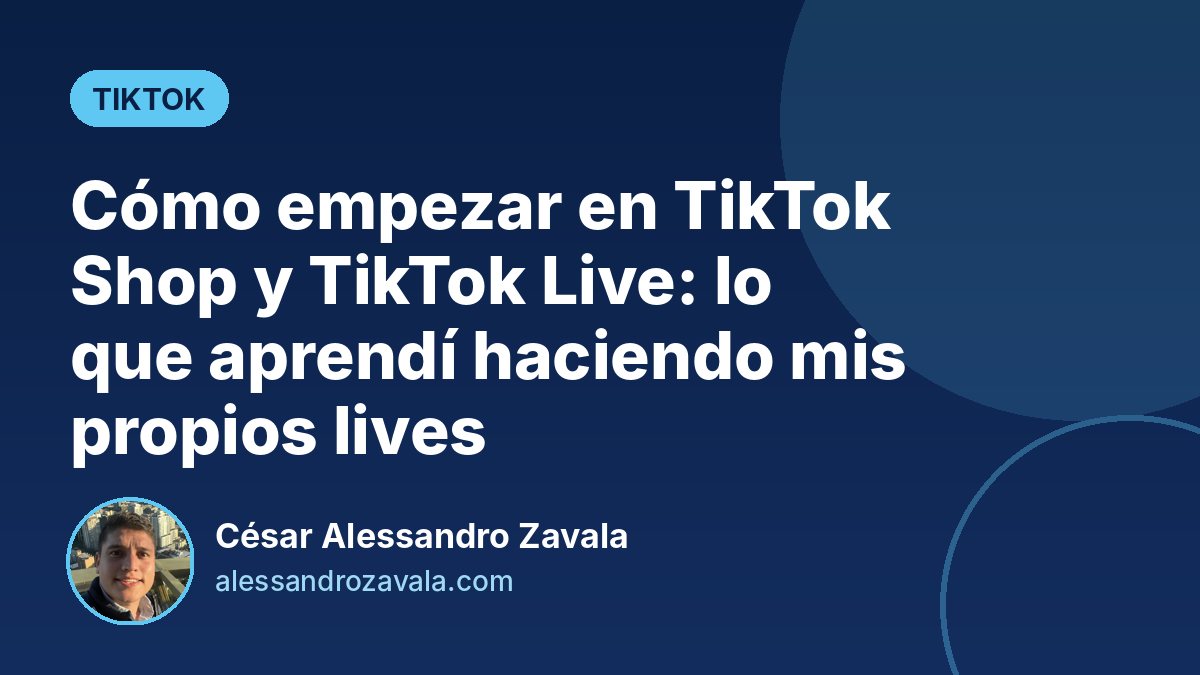 TIKTOK
Cómo empezar en TikTok
Shop y TikTok Live: lo
que aprendí haciendo mis
propios lives
César Alessandro Zavala
alessandrozavala.com